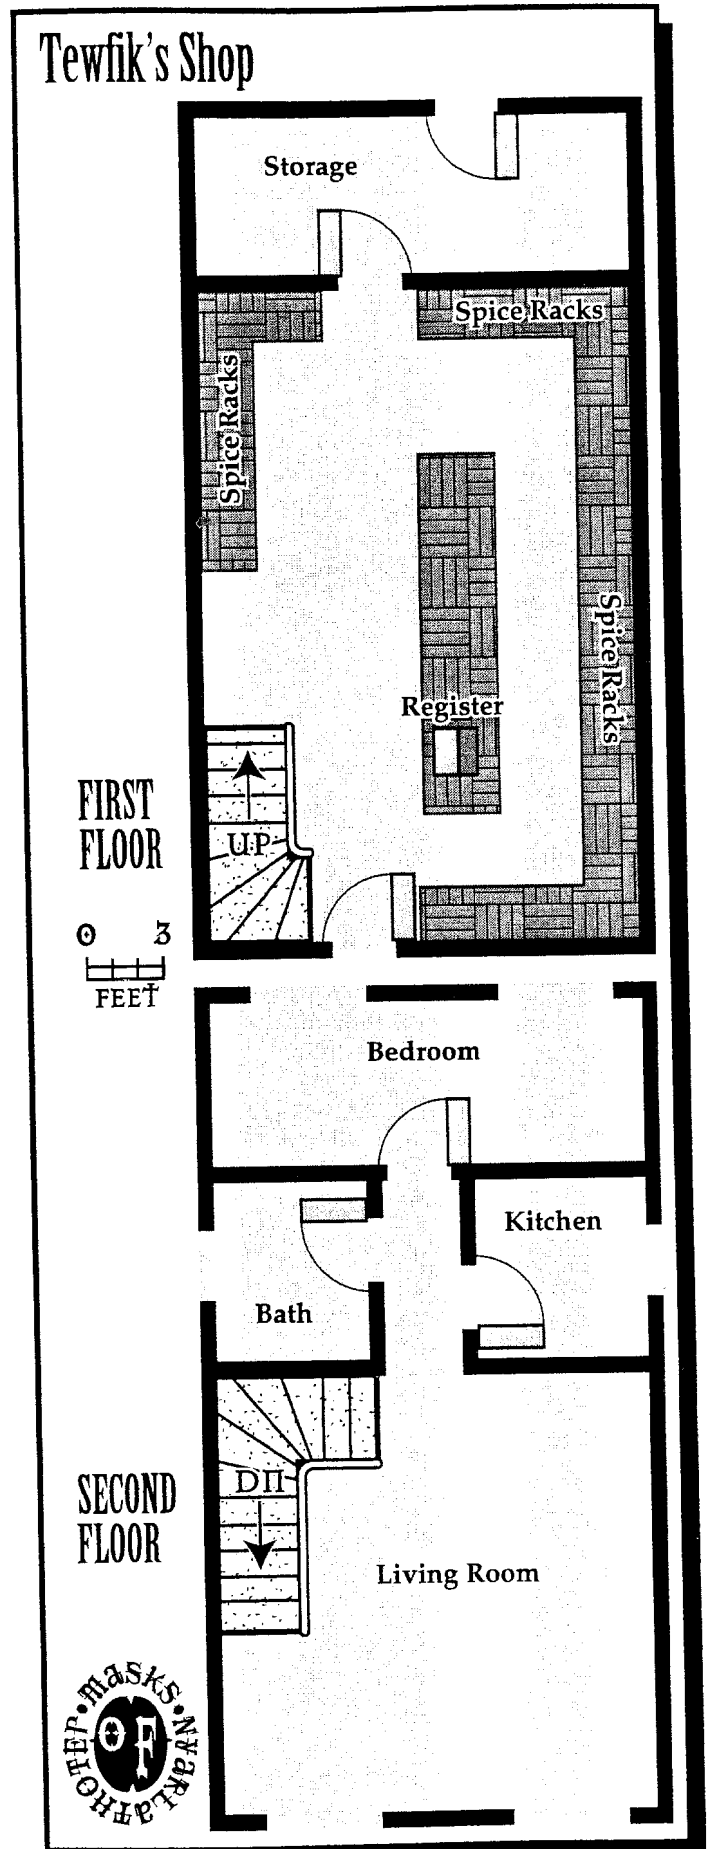 Tewfik's Shop
Storage
Spice Racks
Spice Racks
Spice Racks
Register
UP
FIRST
FLOOR
0 3
FEET
Bedroom
Kitchen
Bath
DN
SECOND
FLOOR
Living Room
MASKS • OF • NYARLATHOTEP